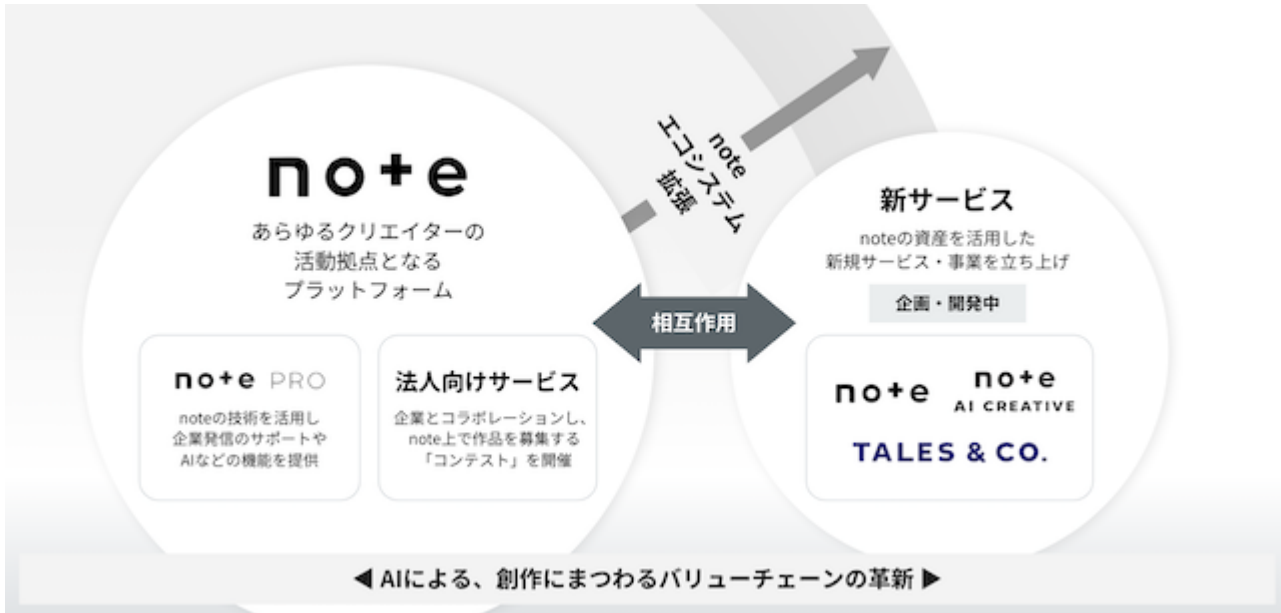 note
あらゆるクリエイターの
活動拠点となる
プラットフォーム
note PRO
noteの技術を活用し
企業発信のサポートや
AIなどの機能を提供
法人向けサービス
企業とコラボレーションし、
note上で作品を募集する
「コンテスト」を開催
note
エコシステム
拡張
相互作用
新サービス
noteの資産を活用した
新規サービス・事業を立ち上げ
企画・開発中
note
note
AI CREATIVE
TALES & CO.
◀ AIによる、創作にまつわるバリューチェーンの革新 ▶